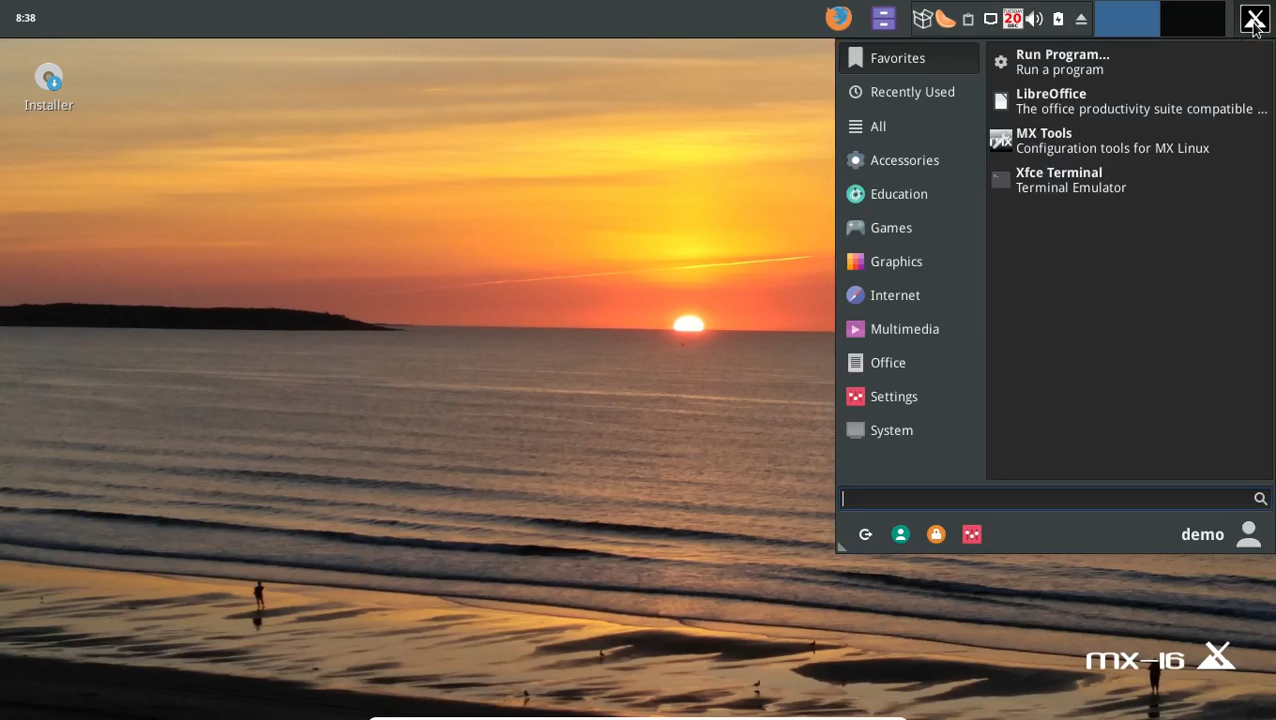 8:38
TUESDAY
20
DEC
Installer
Favorites
Recently Used
All
Accessories
Education
Games
Graphics
Internet
Multimedia
Office
Settings
System
Run Program...
Run a program
LibreOffice
The office productivity suite compatible ...
MX Tools
Configuration tools for MX Linux
Xfce Terminal
Terminal Emulator
demo
mx-16